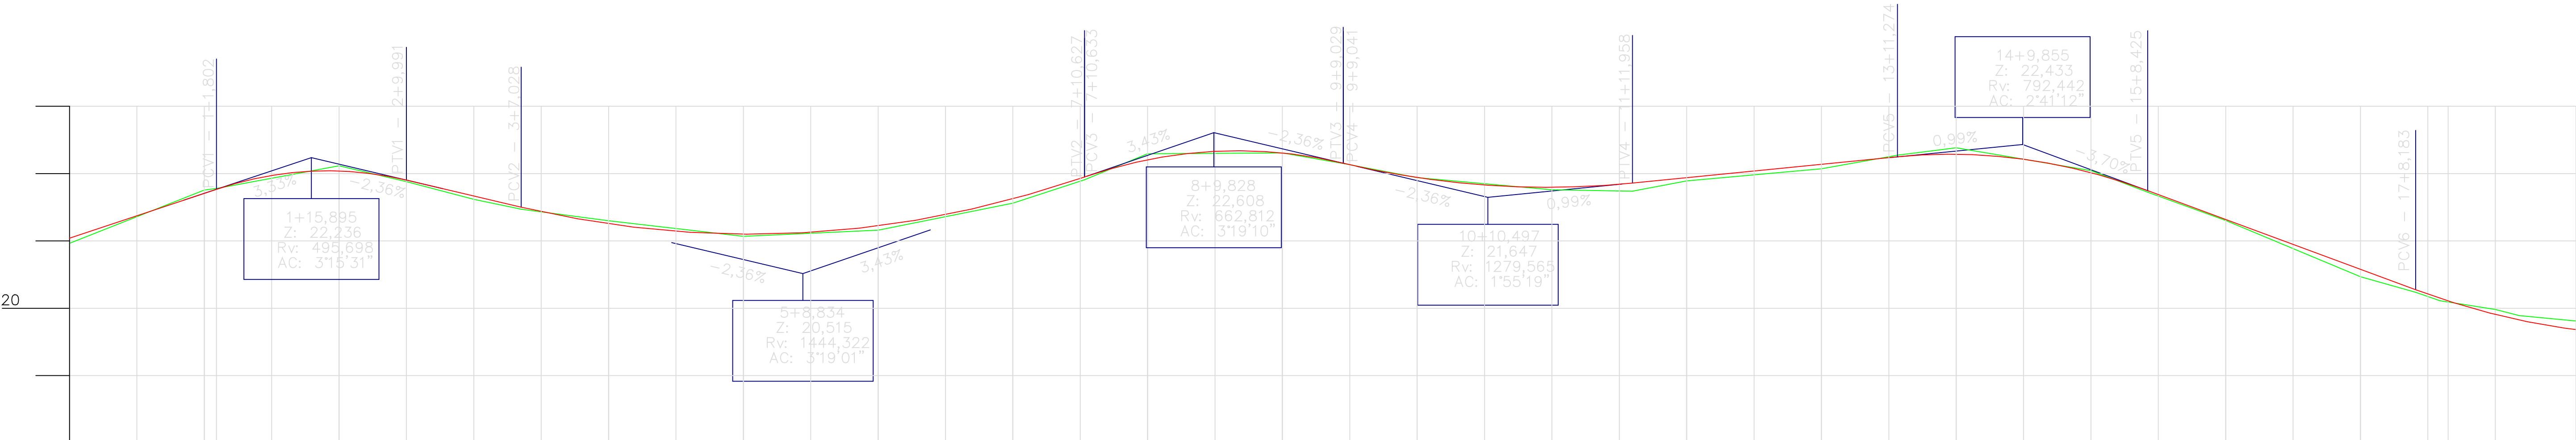 20
PCV1 – 1+1,802
3,33%
1+15,895
Z: 22,236
Rv: 495,698
AC: 3°15'31"
–2,36%
PTV1 – 2+9,991
PCV2 – 3+7,028
–2,36%
5+8,834
Z: 20,515
Rv: 1444,322
AC: 3°19'01"
3,43%
PTV2 – 7+10,627
PCV3 – 7+10,633
3,43%
8+9,828
Z: 22,608
Rv: 662,812
AC: 3°19'10"
–2,36%
PTV3 – 9+9,029
PCV4 – 9+9,041
–2,36%
10+10,497
Z: 21,647
Rv: 1279,565
AC: 1°55'19"
0,99%
PTV4 – 11+11,958
PCV5 – 13+11,274
0,99%
14+9,855
Z: 22,433
Rv: 792,442
AC: 2°41'12"
–3,70%
PTV5 – 15+8,425
PCV6 – 17+8,183